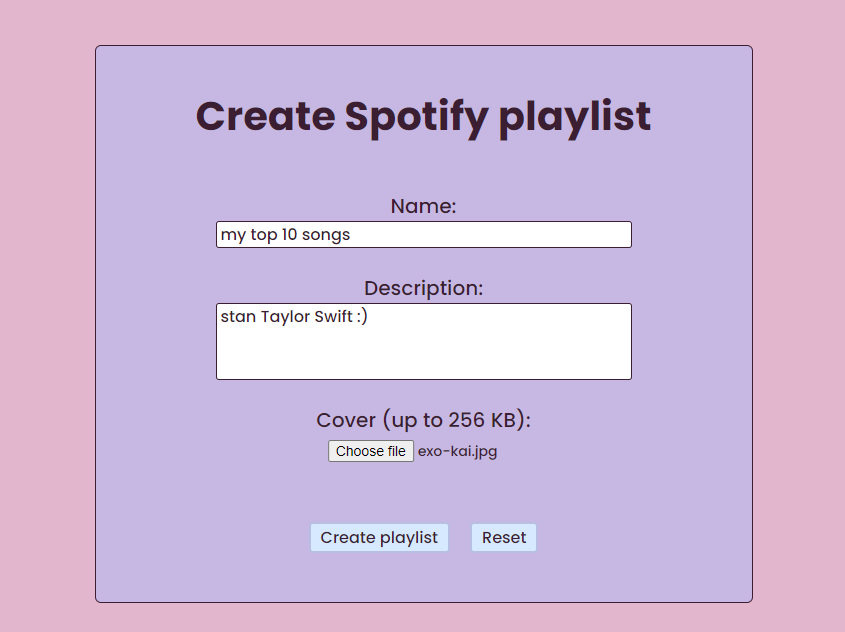 Create Spotify playlist
Name:
my top 10 songs
Description:
stan Taylor Swift :)
Cover (up to 256 KB):
Choose file exo-kai.jpg
Create playlist Reset